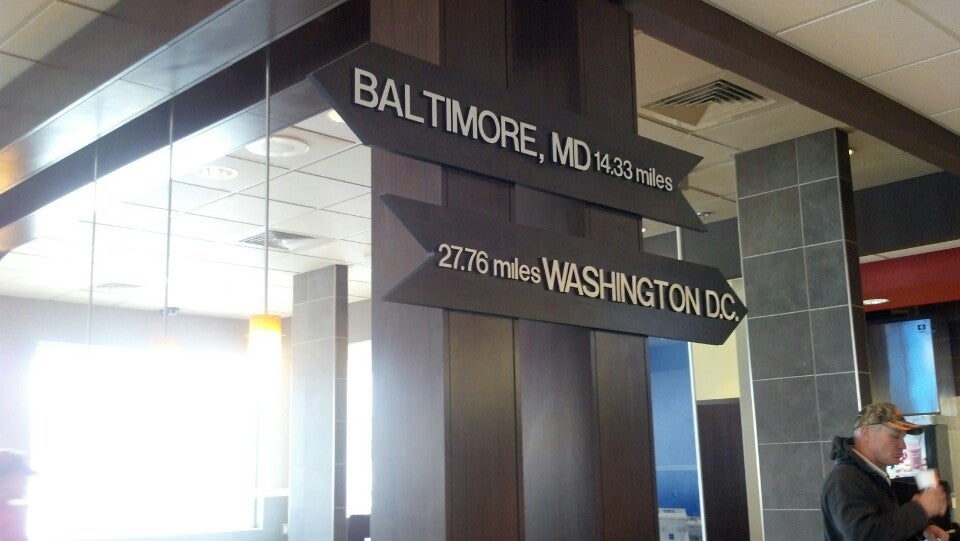 BALTIMORE, MD 14.33 miles
27.76 miles WASHINGTON D.C.